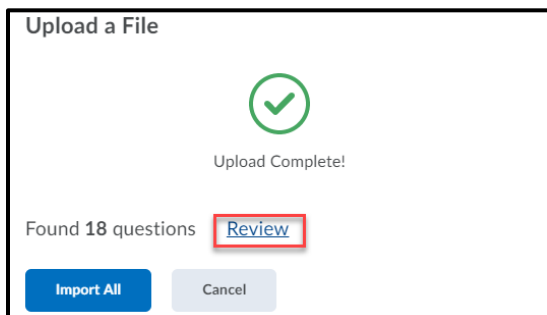 Upload a File
Upload Complete!
Found 18 questions Review
Import All Cancel